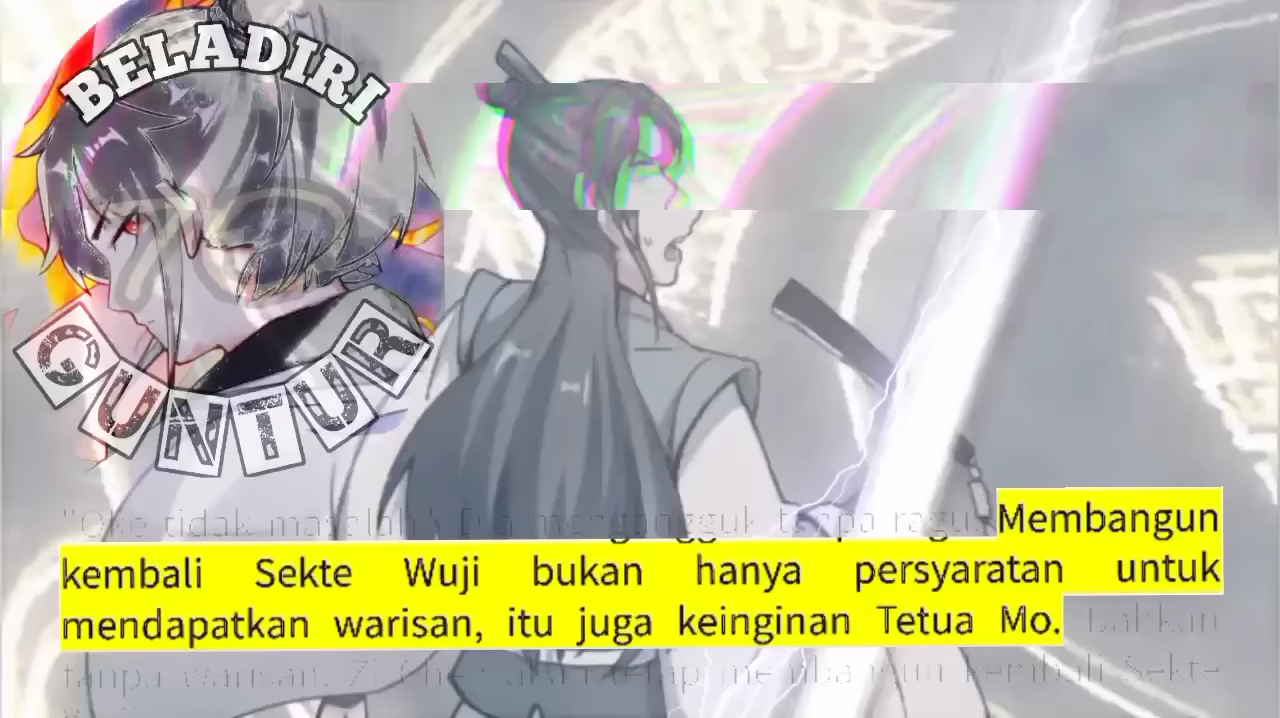 BELADIRI
GUNTUR
"Oke tidak masalah" Dia mengangguk tanpa ragu. Membangun
kembali Sekte Wuji bukan hanya persyaratan untuk
mendapatkan warisan, itu juga keinginan Tetua Mo. Bahkan
tanpa warisan, Zi Chen akan tetap membangun kembali Sekte